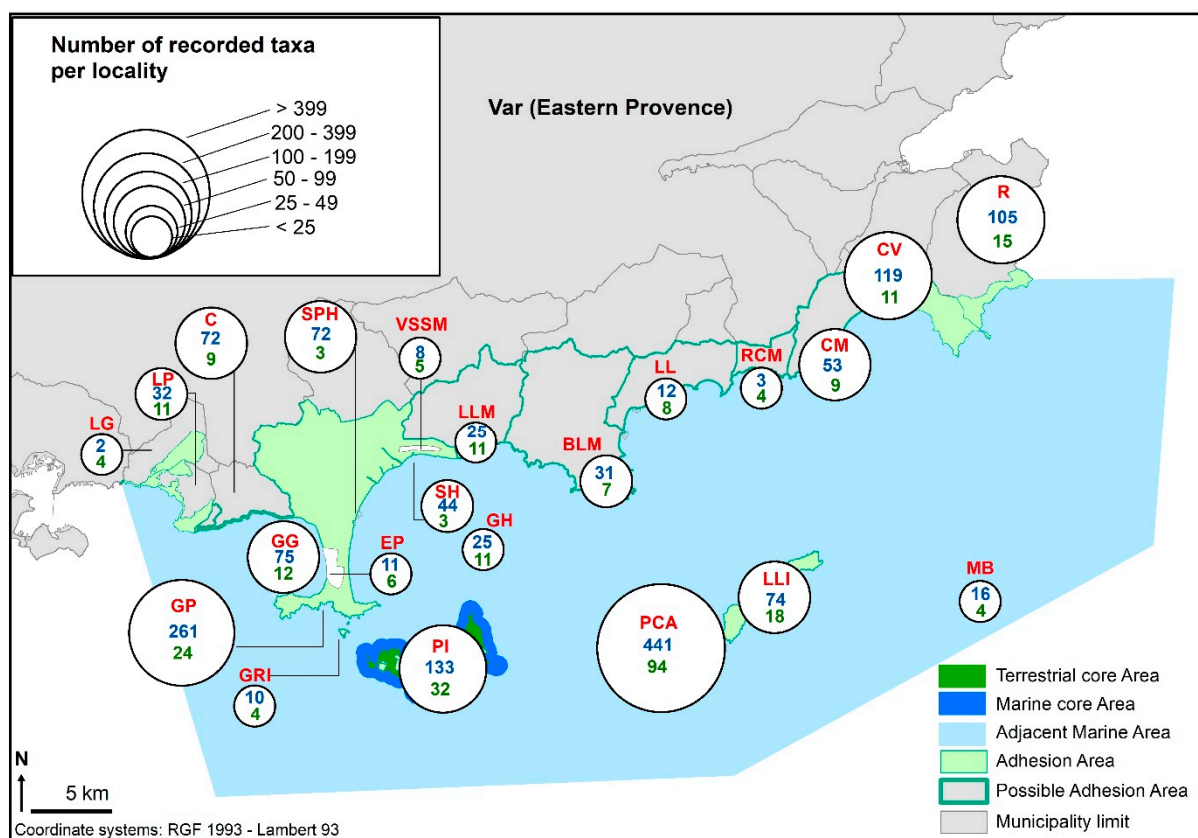 Number of recorded taxa
per locality
> 399
200 - 399
100 - 199
50 - 99
25 - 49
< 25
Var (Eastern Provence)
R
105
15
CV
119
11
CM
53
9
RCM
3
4
LL
12
8
BLM
31
7
LLM
25
11
VSSM
8
5
SPH
72
3
C
72
9
LP
32
11
LG
2
4
SH
44
3
GH
25
11
GG
75
12
EP
11
6
GP
261
24
GRI
10
4
PI
133
32
PCA
441
94
LLI
74
18
MB
16
4
Terrestrial core Area
Marine core Area
Adjacent Marine Area
Adhesion Area
Possible Adhesion Area
Municipality limit
N
5 km
Coordinate systems: RGF 1993 - Lambert 93